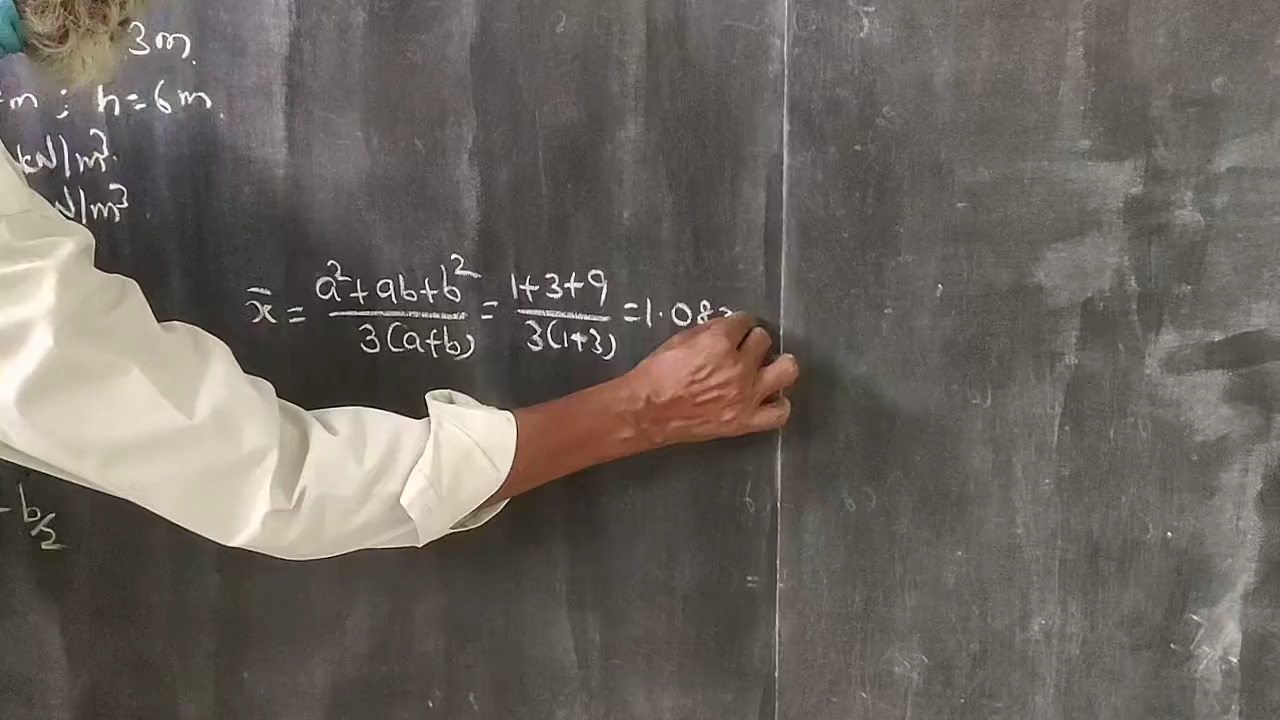 3m.
m ; h=6m.
kN/m³.
N/m³
x̄ = (a²+ab+b²)/(3(a+b)) = (1+3+9)/(3(1+3)) = 1.08
- b/2